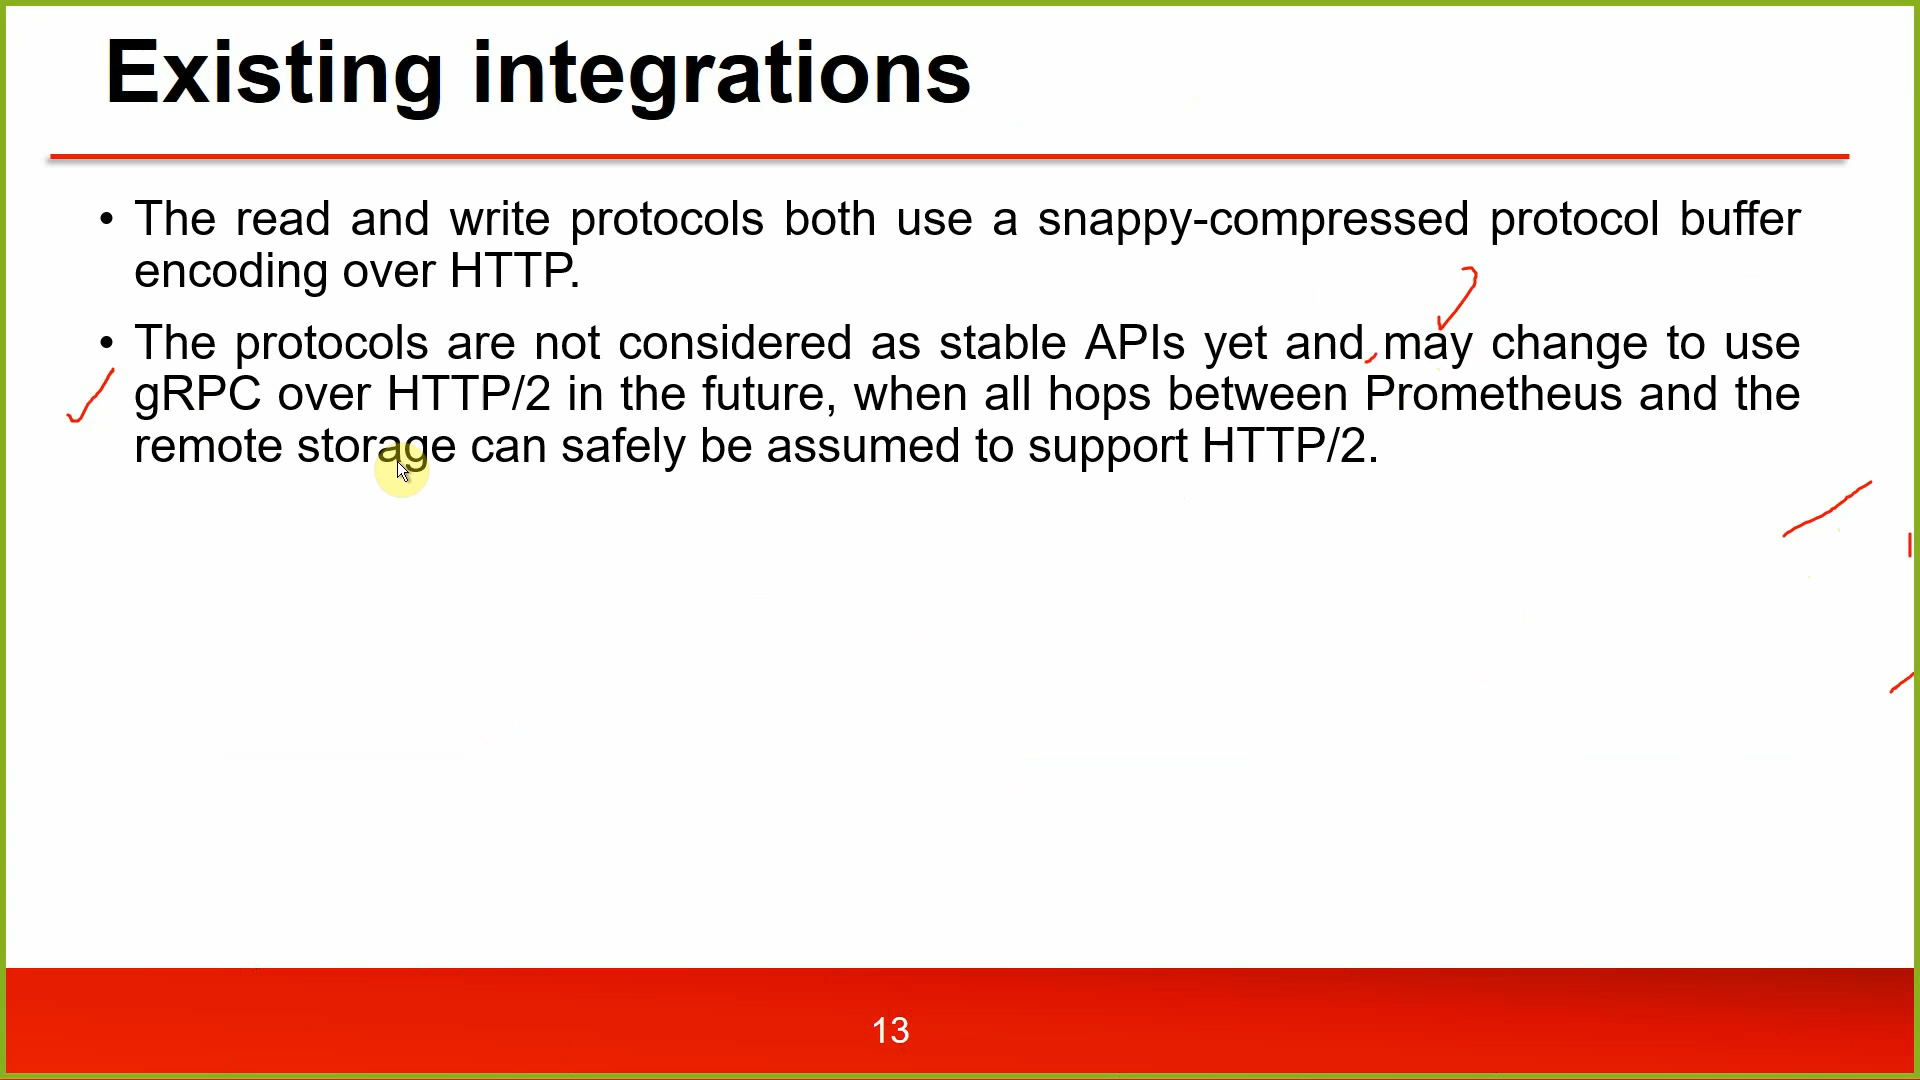 Existing integrations
• The read and write protocols both use a snappy-compressed protocol buffer
encoding over HTTP.
• The protocols are not considered as stable APIs yet and may change to use
gRPC over HTTP/2 in the future, when all hops between Prometheus and the
remote storage can safely be assumed to support HTTP/2.
13